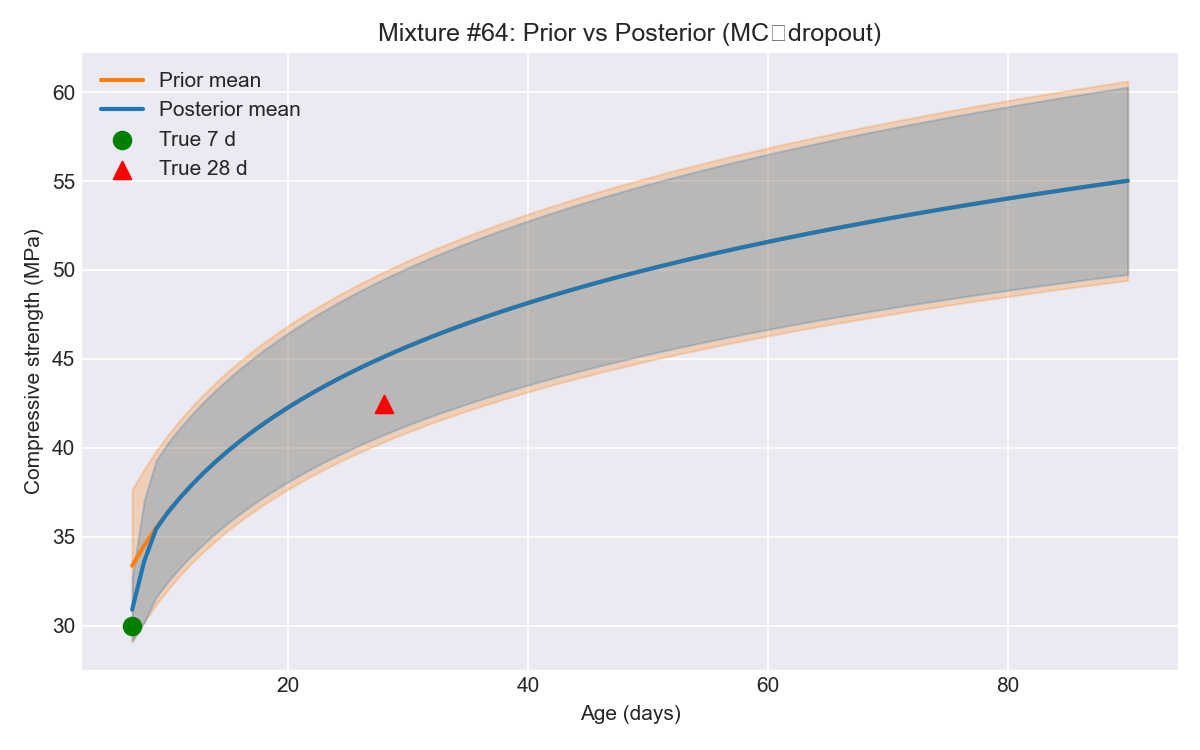 Mixture #64: Prior vs Posterior (MC□dropout)
Prior mean
Posterior mean
True 7 d
True 28 d
Compressive strength (MPa)
60
55
50
45
40
35
30
20
40
60
80
Age (days)